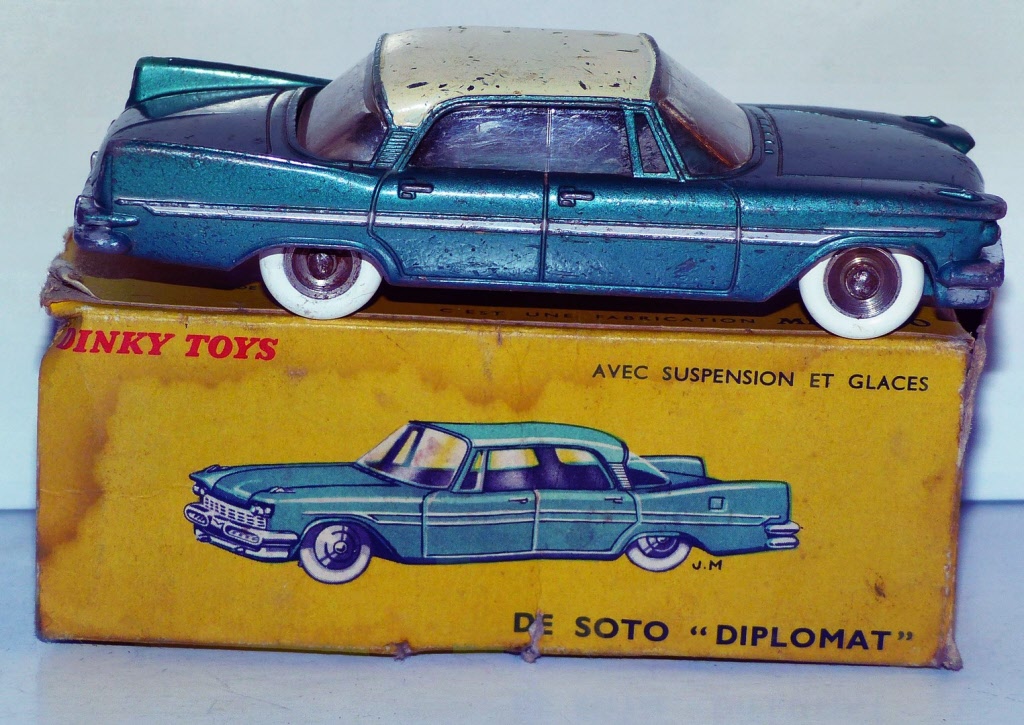 C'EST UNE FABRICATION
DINKY TOYS
AVEC SUSPENSION ET GLACES
J.M
DE SOTO “DIPLOMAT”